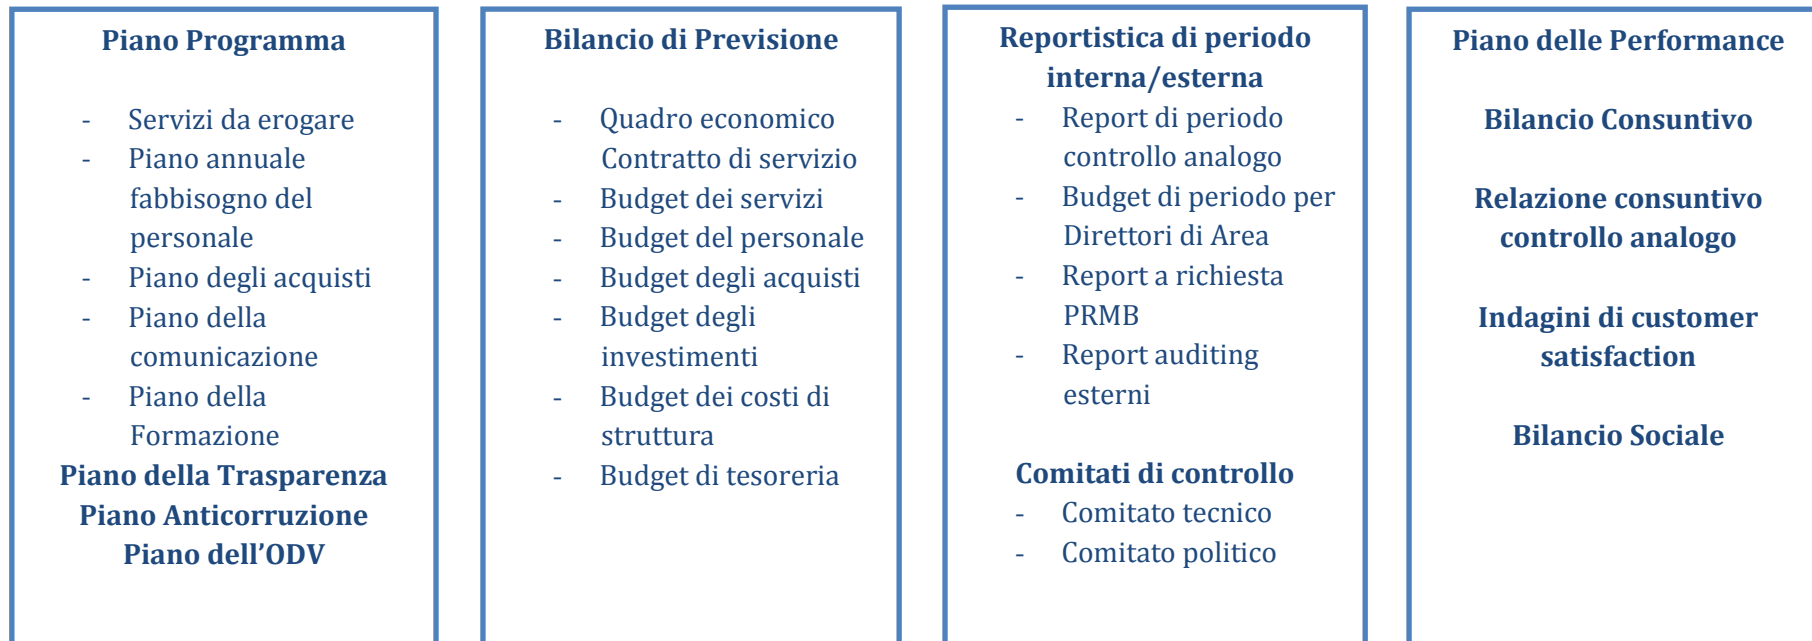 Piano Programma
- Servizi da erogare
- Piano annuale
fabbisogno del
personale
- Piano degli acquisti
- Piano della
comunicazione
- Piano della
Formazione
Piano della Trasparenza
Piano Anticorruzione
Piano dell’ODV
Bilancio di Previsione
- Quadro economico
Contratto di servizio
- Budget dei servizi
- Budget del personale
- Budget degli acquisti
- Budget degli
investimenti
- Budget dei costi di
struttura
- Budget di tesoreria
Reportistica di periodo
interna/esterna
- Report di periodo
controllo analogo
- Budget di periodo per
Direttori di Area
- Report a richiesta
PRMB
- Report auditing
esterni
Comitati di controllo
- Comitato tecnico
- Comitato politico
Piano delle Performance
Bilancio Consuntivo
Relazione consuntivo
controllo analogo
Indagini di customer
satisfaction
Bilancio Sociale